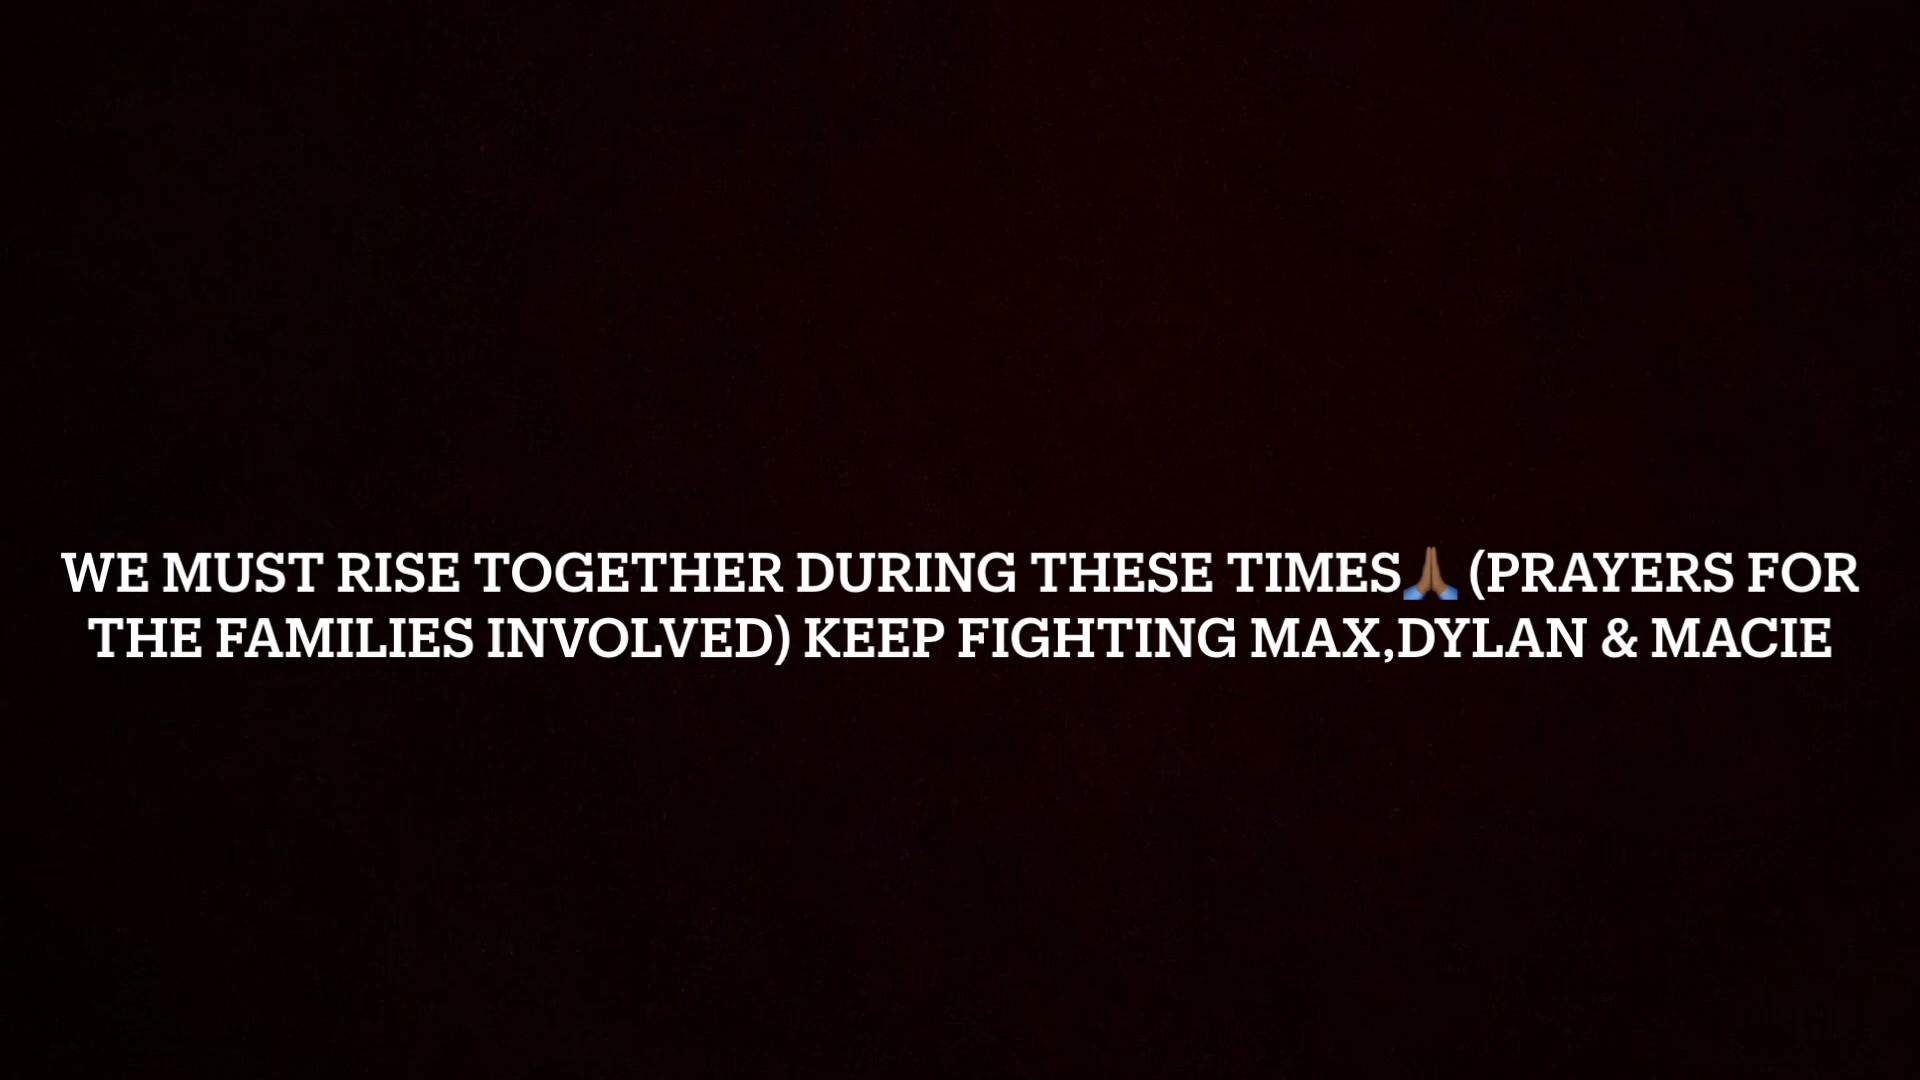 WE MUST RISE TOGETHER DURING THESE TIMES🙏🏾 (PRAYERS FOR
THE FAMILIES INVOLVED) KEEP FIGHTING MAX,DYLAN & MACIE